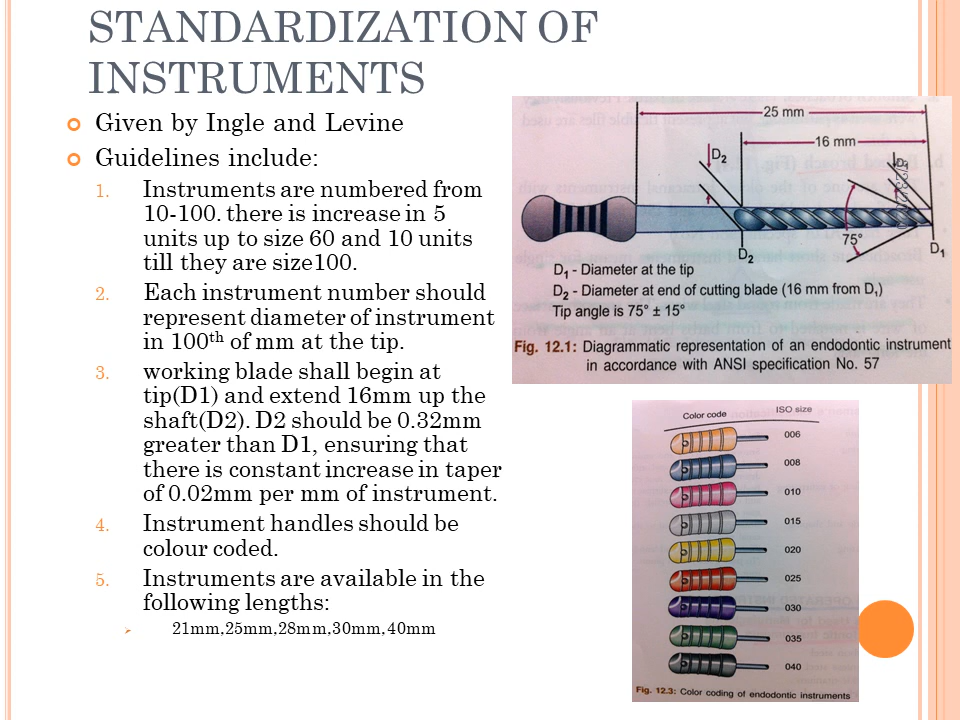 STANDARDIZATION OF
INSTRUMENTS
Given by Ingle and Levine
Guidelines include:
1. Instruments are numbered from
10-100. there is increase in 5
units up to size 60 and 10 units
till they are size100.
2. Each instrument number should
represent diameter of instrument
in 100th of mm at the tip.
3. working blade shall begin at
tip(D1) and extend 16mm up the
shaft(D2). D2 should be 0.32mm
greater than D1, ensuring that
there is constant increase in taper
of 0.02mm per mm of instrument.
4. Instrument handles should be
colour coded.
5. Instruments are available in the
following lengths:
21mm,25mm,28mm,30mm,40mm
25 mm
16 mm
D2
D2
75°
D1
D1 - Diameter at the tip
D2 - Diameter at end of cutting blade (16 mm from D1)
Tip angle is 75° ± 15°
Fig. 12.1: Diagrammatic representation of an endodontic instrument
in accordance with ANSI specification No. 57
Color code ISO size
006
008
010
015
020
025
030
035
040
Fig. 12.3: Color coding of endodontic instruments